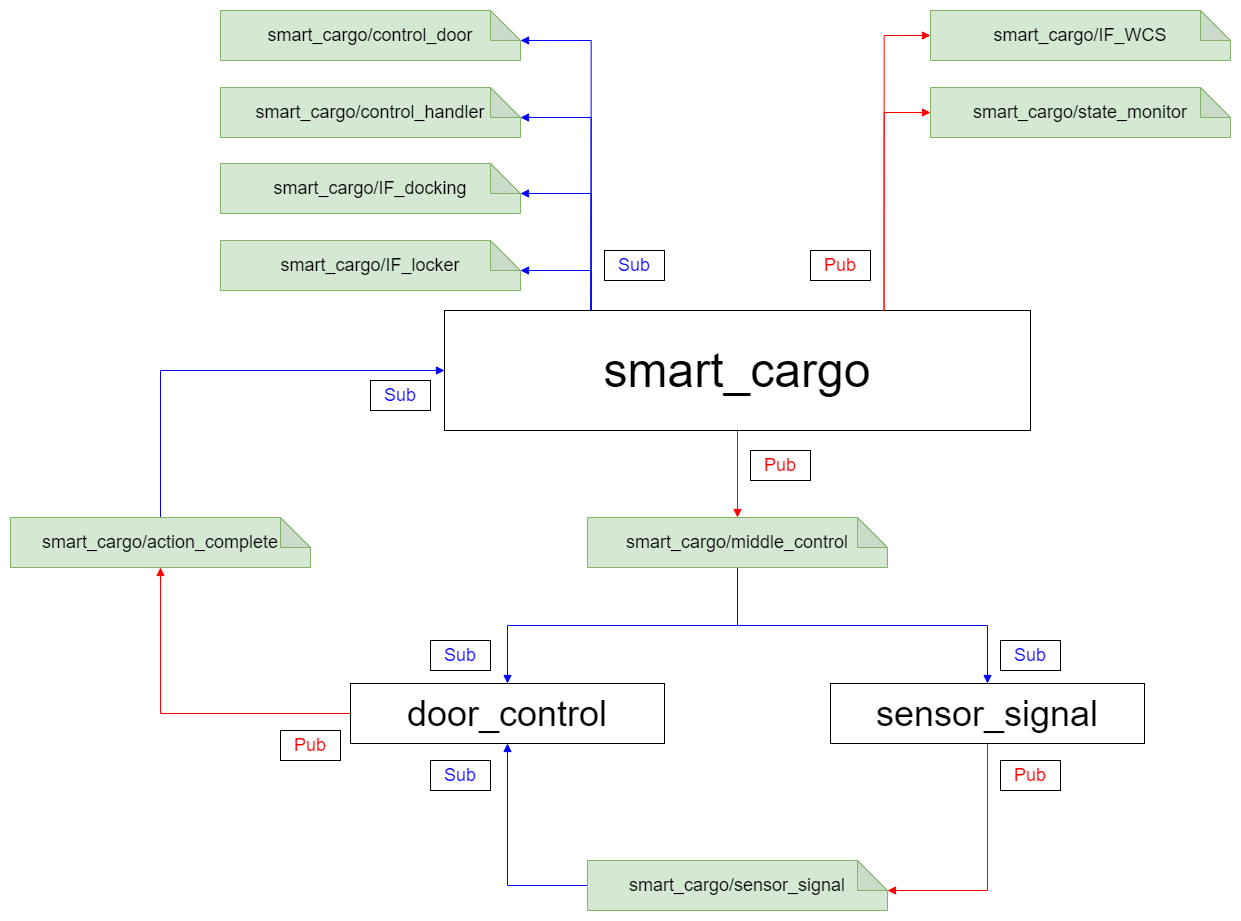 smart_cargo/control_door
smart_cargo/IF_WCS
smart_cargo/control_handler
smart_cargo/state_monitor
smart_cargo/IF_docking
smart_cargo/IF_locker
Sub
Pub
smart_cargo
Sub
Pub
smart_cargo/action_complete
smart_cargo/middle_control
Sub
Sub
door_control
sensor_signal
Pub
Sub
Pub
smart_cargo/sensor_signal